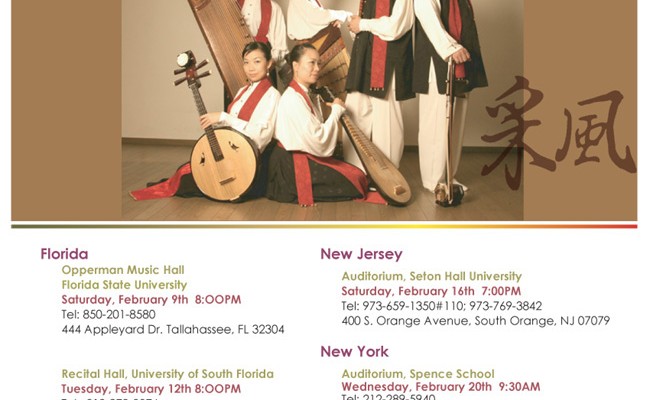 采風
Florida
Opperman Music Hall
Florida State University
Saturday, February 9th 8:OOPM
Tel: 850-201-8580
444 Appleyard Dr. Tallahassee, FL 32304
Recital Hall, University of South Florida
Tuesday, February 12th 8:OOPM
New Jersey
Auditorium, Seton Hall University
Saturday, February 16th 7:OOPM
Tel: 973-659-1350#110; 973-769-3842
400 S. Orange Avenue, South Orange, NJ 07079
New York
Auditorium, Spence School
Wednesday, February 20th 9:30AM
Tel: 212-289-5940